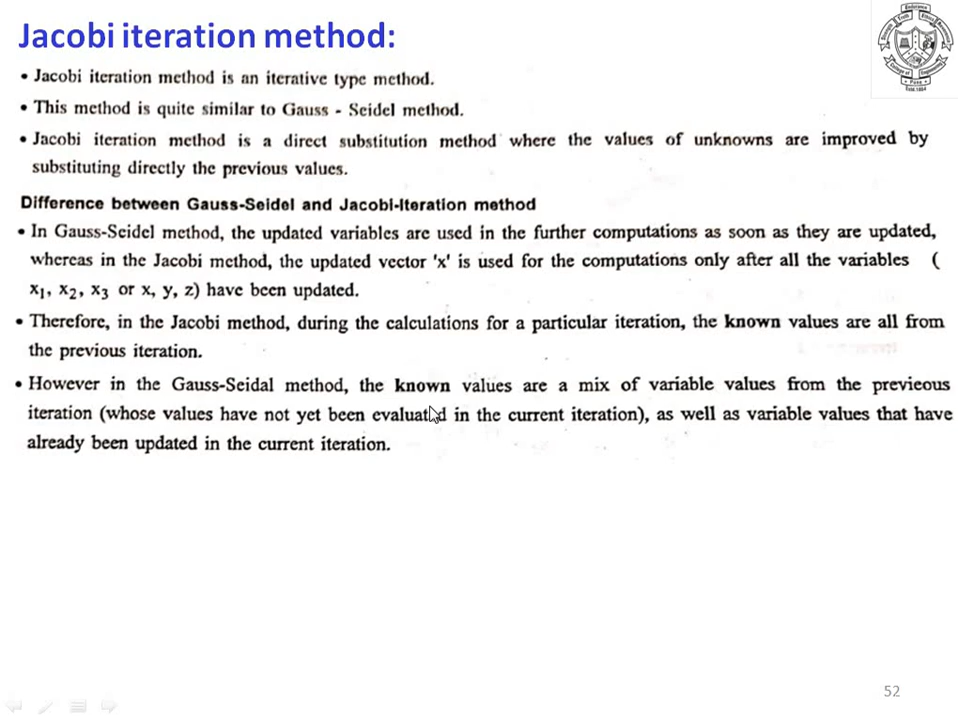 Jacobi iteration method:
• Jacobi iteration method is an iterative type method.
• This method is quite similar to Gauss - Seidel method.
• Jacobi iteration method is a direct substitution method where the values of unknowns are improved by
substituting directly the previous values.
Difference between Gauss-Seidel and Jacobi-Iteration method
• In Gauss-Seidel method, the updated variables are used in the further computations as soon as they are updated,
whereas in the Jacobi method, the updated vector 'x' is used for the computations only after all the variables (
x₁, x₂, x₃ or x, y, z) have been updated.
• Therefore, in the Jacobi method, during the calculations for a particular iteration, the known values are all from
the previous iteration.
• However in the Gauss-Seidal method, the known values are a mix of variable values from the previeous
iteration (whose values have not yet been evaluated in the current iteration), as well as variable values that have
already been updated in the current iteration.
52